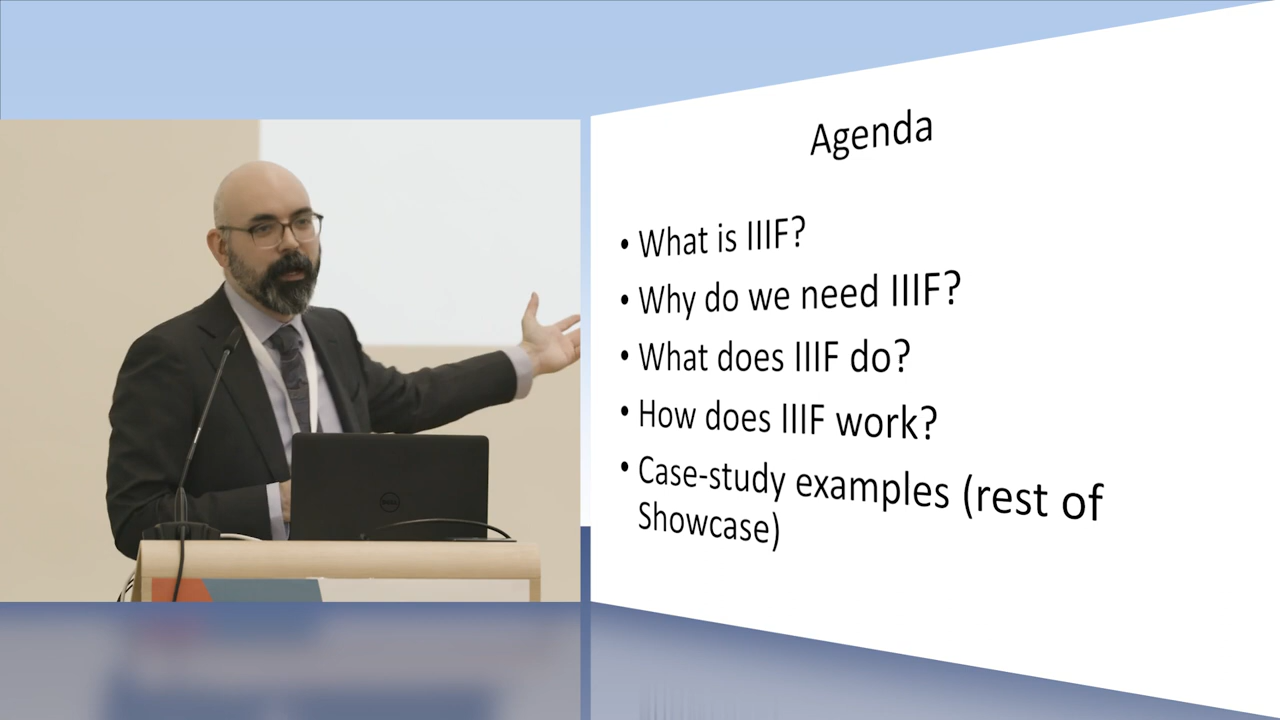 Agenda
• What is IIIF?
• Why do we need IIIF?
• What does IIIF do?
• How does IIIF work?
• Case-study examples (rest of
Showcase)
DELL